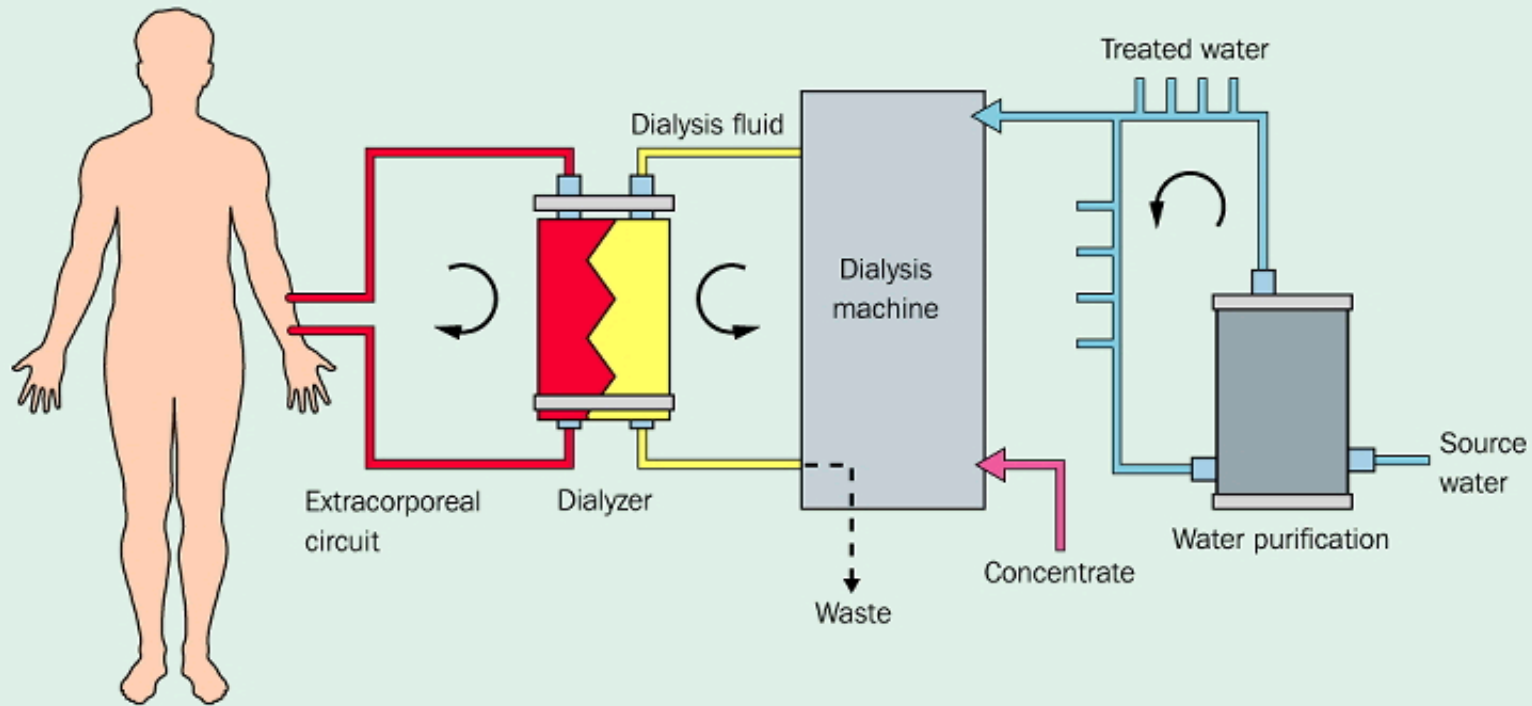 Treated water
Dialysis fluid
Dialysis
machine
Source
water
Extracorporeal
circuit
Dialyzer
Water purification
Concentrate
Waste